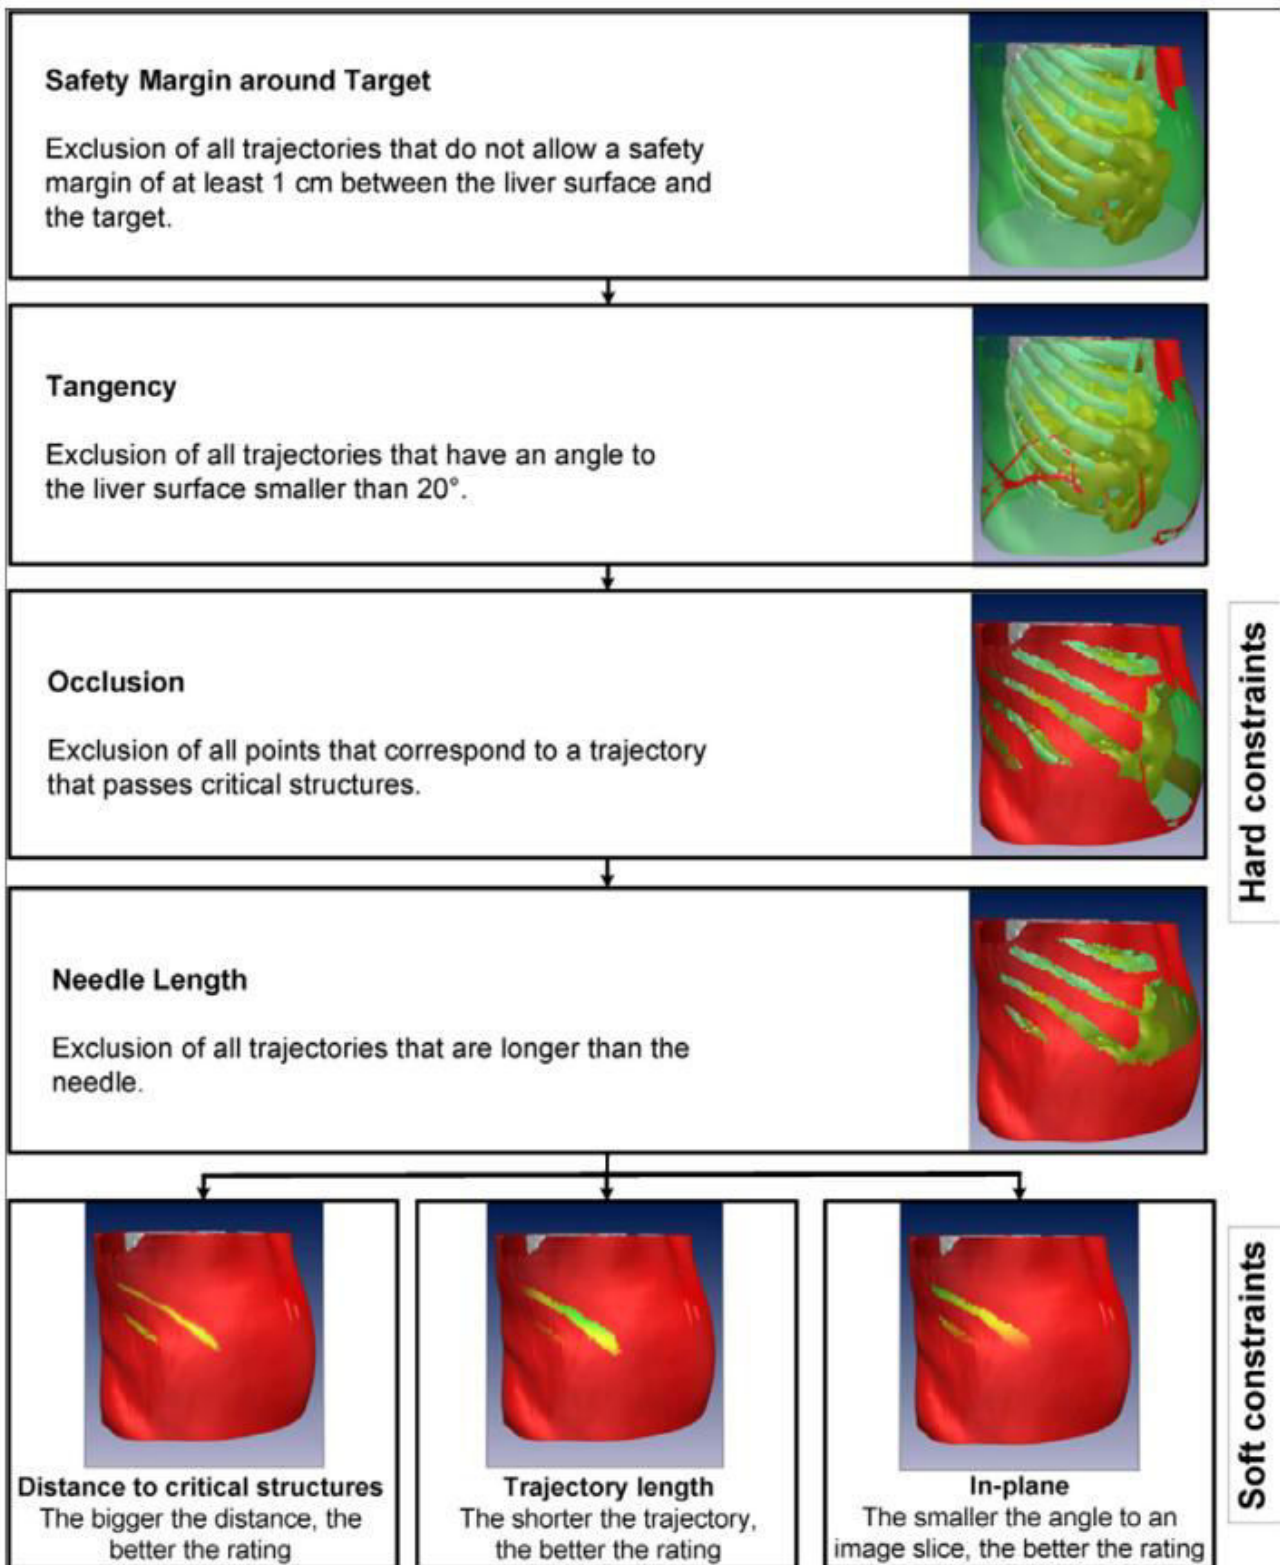 Safety Margin around Target
Exclusion of all trajectories that do not allow a safety
margin of at least 1 cm between the liver surface and
the target.
Tangency
Exclusion of all trajectories that have an angle to
the liver surface smaller than 20°.
Occlusion
Exclusion of all points that correspond to a trajectory
that passes critical structures.
Needle Length
Exclusion of all trajectories that are longer than the
needle.
Hard constraints
Distance to critical structures
The bigger the distance, the
better the rating
Trajectory length
The shorter the trajectory,
the better the rating
In-plane
The smaller the angle to an
image slice, the better the rating
Soft constraints